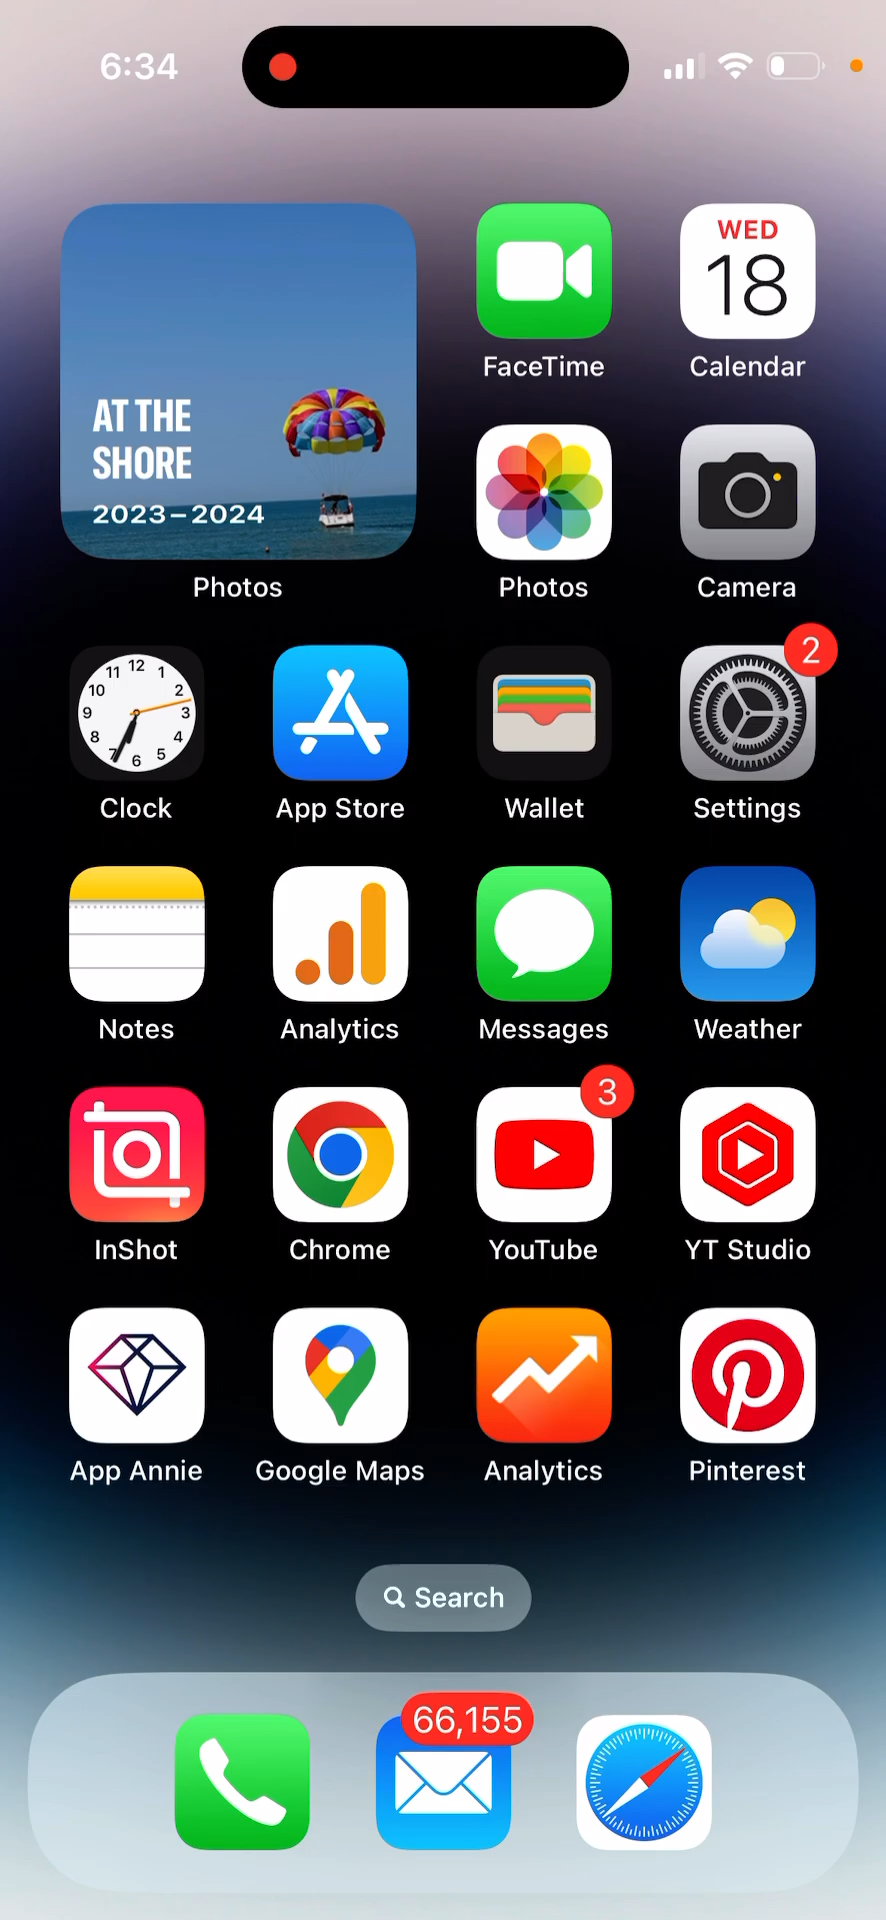 6:34
AT THE
SHORE
2023–2024
Photos
FaceTime
WED
18
Calendar
Photos
Camera
12
1
2
3
4
5
6
7
8
9
10
11
Clock
App Store
Wallet
2
Settings
Notes
Analytics
Messages
Weather
InShot
Chrome
3
YouTube
YT Studio
App Annie
Google Maps
Analytics
Pinterest
Search
66,155